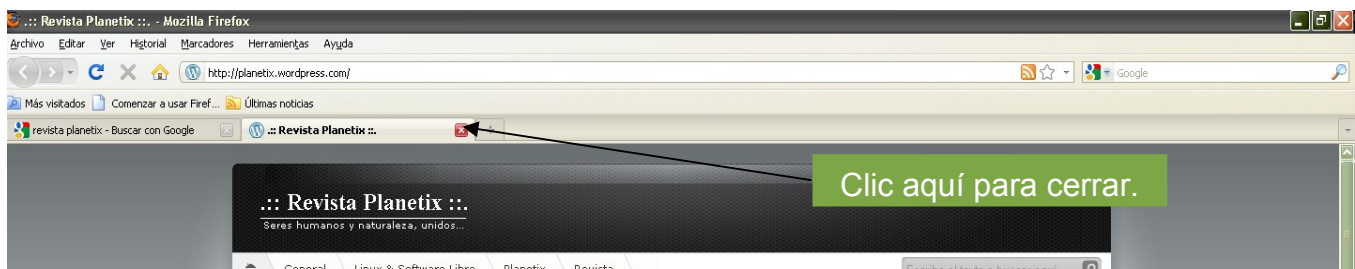 .:: Revista Planetix ::. - Mozilla Firefox
Archivo Editar Ver Historial Marcadores Herramientas Ayuda
http://planetix.wordpress.com/ Google
Más visitados Comenzar a usar Firef... Últimas noticias
revista planetix - Buscar con Google .:: Revista Planetix ::.
Clic aquí para cerrar.
.:: Revista Planetix ::.
Seres humanos y naturaleza, unidos...
General Linux & Software Libre Planetix Revista